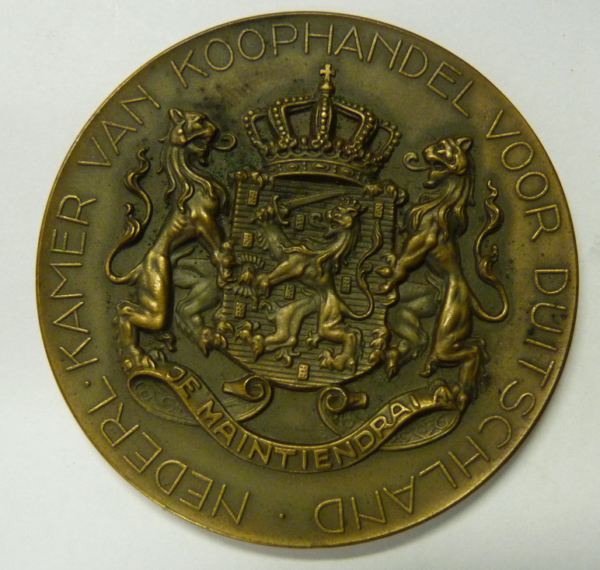 NEDERL · KAMER VAN KOOPHANDEL VOOR DUITSCHLAND ·
JE MAINTIENDRAI